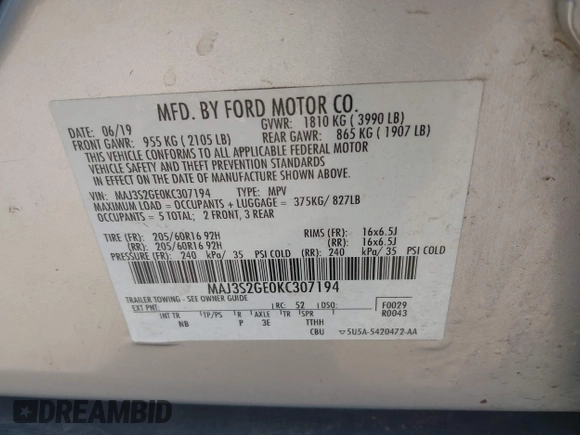 MFD. BY FORD MOTOR CO.
DATE: 06/19 GVWR: 1810 KG ( 3990 LB)
FRONT GAWR: 955 KG ( 2105 LB) REAR GAWR: 865 KG ( 1907 LB)
THIS VEHICLE CONFORMS TO ALL APPLICABLE FEDERAL MOTOR
VEHICLE SAFETY AND THEFT PREVENTION STANDARDS IN EFFECT ON
THE DATE OF MANUFACTURE SHOWN ABOVE.
VIN: MAJ3S2GE0KC307194 TYPE: MPV
MAXIMUM LOAD = OCCUPANTS + LUGGAGE = 375KG/ 827LB
OCCUPANTS = 5 TOTAL; 2 FRONT, 3 REAR
TIRE (FR): 205/60R16 92H RIMS (FR): 16x6.5J
(RR): 205/60R16 92H (RR): 16x6.5J
PRESSURE (FR): 240 kPa/ 35 PSI COLD (RR): 240 kPa/ 35 PSI COLD
MAJ3S2GE0KC307194
TRAILER TOWING - SEE OWNER GUIDE
EXT PNT: RC: 52 DSO: F0029
R0043
INT TR TP/PS R AXLE TR SPR
NB P 3E TTHH
CBU SU5A-5420472-AA
DREAMBID